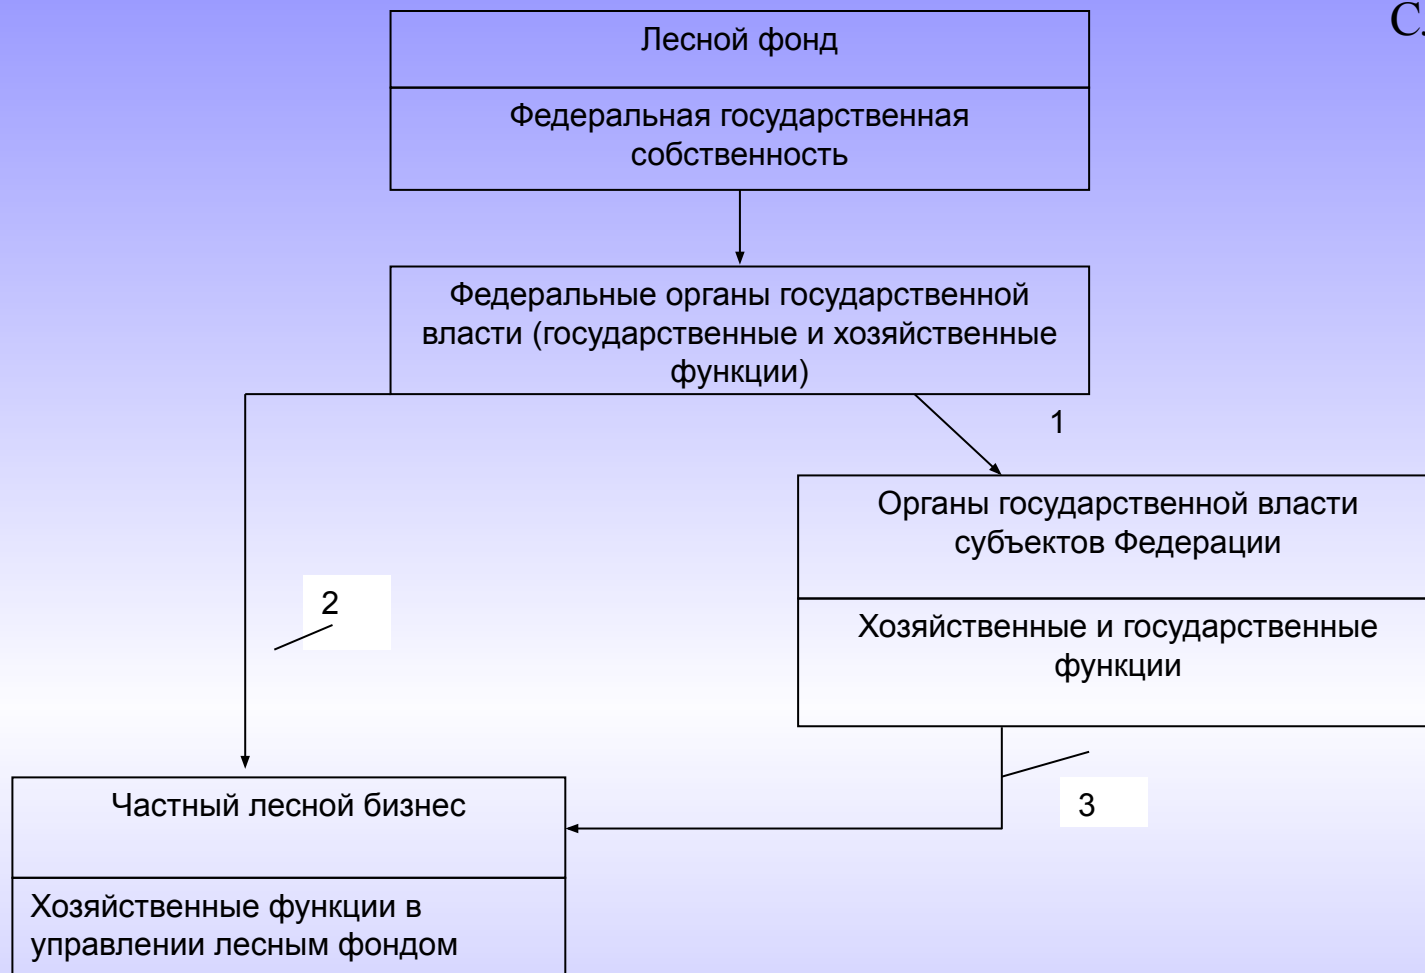 Лесной фонд
Федеральная государственная
собственность
Федеральные органы государственной
власти (государственные и хозяйственные
функции)
1
Органы государственной власти
субъектов Федерации
Хозяйственные и государственные
функции
2
3
Частный лесной бизнес
Хозяйственные функции в
управлении лесным фондом